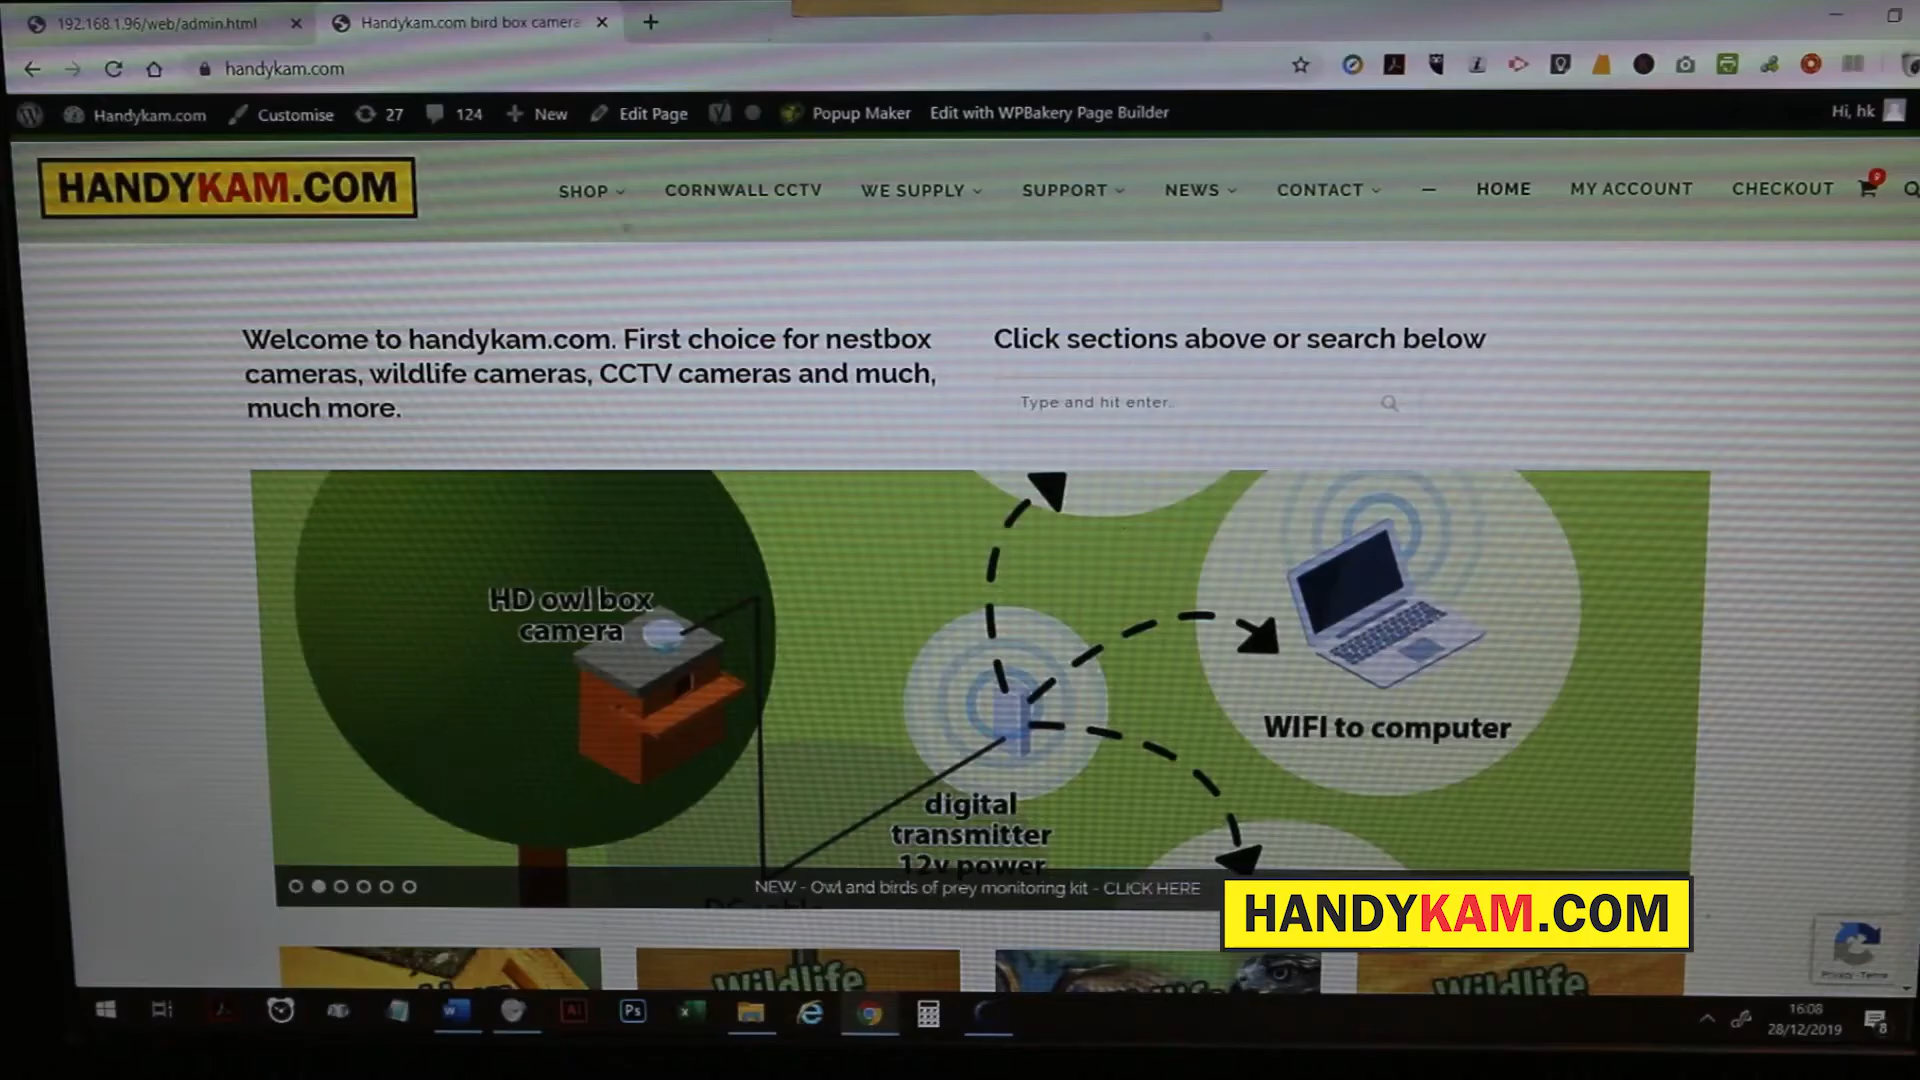 192.168.1.96/web/admin.html
Handykam.com bird box camera
handykam.com
Handykam.com Customise 27 124 New Edit Page Popup Maker Edit with WPBakery Page Builder Hi, hk
HANDYKAM.COM
SHOP CORNWALL CCTV WE SUPPLY SUPPORT NEWS CONTACT — HOME MY ACCOUNT CHECKOUT
Welcome to handykam.com. First choice for nestbox
cameras, wildlife cameras, CCTV cameras and much,
much more.
Click sections above or search below
Type and hit enter..
HD owl box
camera
WIFI to computer
digital
transmitter
12v power
NEW - Owl and birds of prey monitoring kit - CLICK HERE
HANDYKAM.COM
Privacy - Terms
Wildlife
Wildlife
16:08
28/12/2019
8